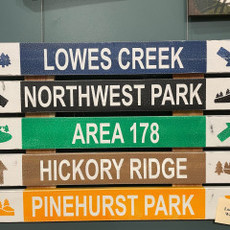 LOWES CREEK
NORTHWEST PARK
AREA 178
HICKORY RIDGE
PINEHURST PARK